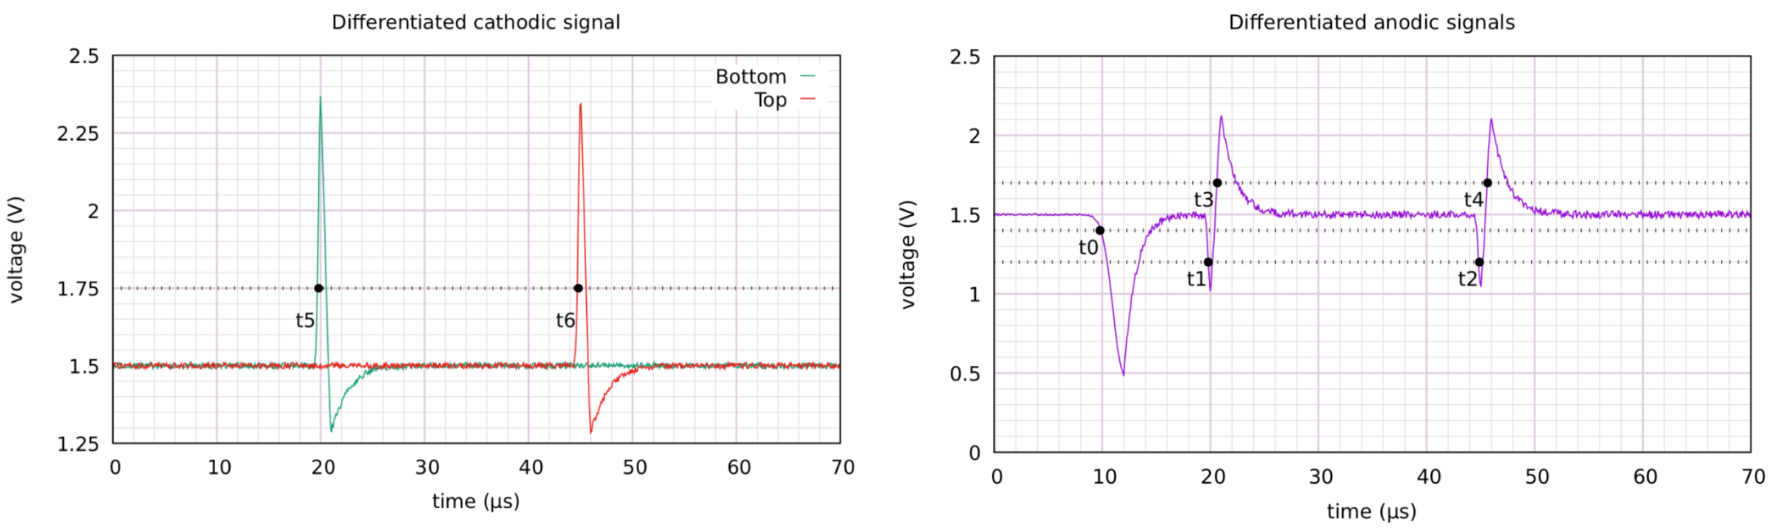 Differentiated cathodic signal
2.5
2.25
2
1.75
1.5
1.25
voltage (V)
Bottom
Top
t5
t6
0 10 20 30 40 50 60 70
time (μs)
Differentiated anodic signals
2.5
2
1.5
1
0.5
0
voltage (V)
t0
t3
t1
t4
t2
0 10 20 30 40 50 60 70
time (μs)